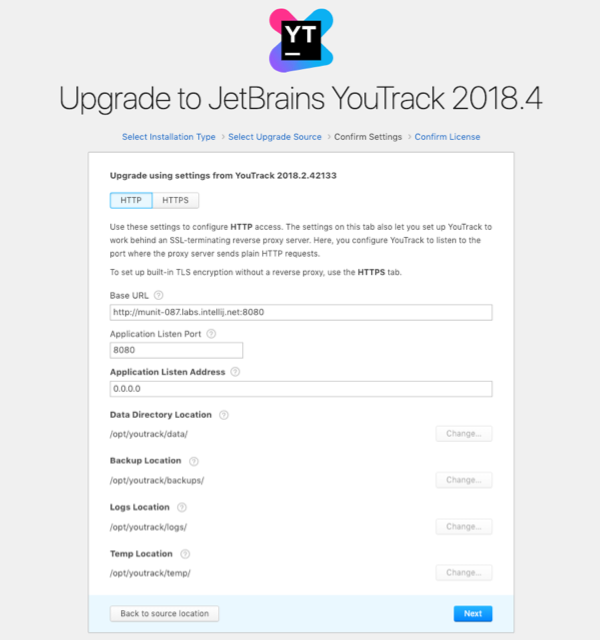 YT
Upgrade to JetBrains YouTrack 2018.4
Select Installation Type > Select Upgrade Source > Confirm Settings > Confirm License
Upgrade using settings from YouTrack 2018.2.42133
HTTP HTTPS
Use these settings to configure HTTP access. The settings on this tab also let you set up YouTrack to
work behind an SSL-terminating reverse proxy server. Here, you configure YouTrack to listen to the
port where the proxy server sends plain HTTP requests.
To set up built-in TLS encryption without a reverse proxy, use the HTTPS tab.
Base URL ?
http://munit-087.labs.intellij.net:8080
Application Listen Port ?
8080
Application Listen Address ?
0.0.0.0
Data Directory Location ?
/opt/youtrack/data/ Change...
Backup Location ?
/opt/youtrack/backups/ Change...
Logs Location ?
/opt/youtrack/logs/ Change...
Temp Location ?
/opt/youtrack/temp/ Change...
Back to source location Next